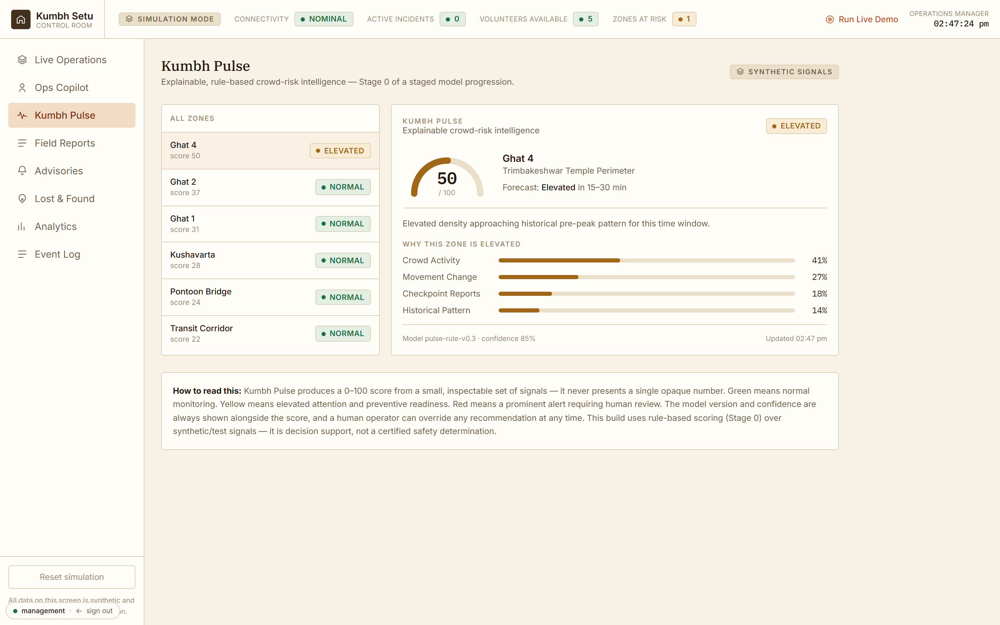 Kumbh Setu
CONTROL ROOM
SIMULATION MODE
CONNECTIVITY
NOMINAL
ACTIVE INCIDENTS
0
VOLUNTEERS AVAILABLE
5
ZONES AT RISK
1
Run Live Demo
OPERATIONS MANAGER
02:47:24 pm
Live Operations
Ops Copilot
Kumbh Pulse
Field Reports
Advisories
Lost & Found
Analytics
Event Log
Reset simulation
All data on this screen is synthetic and
on.
management · ← sign out
Kumbh Pulse
Explainable, rule-based crowd-risk intelligence — Stage 0 of a staged model progression.
SYNTHETIC SIGNALS
ALL ZONES
Ghat 4
score 50
ELEVATED
Ghat 2
score 37
NORMAL
Ghat 1
score 31
NORMAL
Kushavarta
score 28
NORMAL
Pontoon Bridge
score 24
NORMAL
Transit Corridor
score 22
NORMAL
KUMBH PULSE
Explainable crowd-risk intelligence
ELEVATED
50
/ 100
Ghat 4
Trimbakeshwar Temple Perimeter
Forecast: Elevated in 15–30 min
Elevated density approaching historical pre-peak pattern for this time window.
WHY THIS ZONE IS ELEVATED
Crowd Activity 41%
Movement Change 27%
Checkpoint Reports 18%
Historical Pattern 14%
Model pulse-rule-v0.3 · confidence 85%
Updated 02:47 pm
How to read this: Kumbh Pulse produces a 0–100 score from a small, inspectable set of signals — it never presents a single opaque number. Green means normal
monitoring. Yellow means elevated attention and preventive readiness. Red means a prominent alert requiring human review. The model version and confidence are
always shown alongside the score, and a human operator can override any recommendation at any time. This build uses rule-based scoring (Stage 0) over
synthetic/test signals — it is decision support, not a certified safety determination.